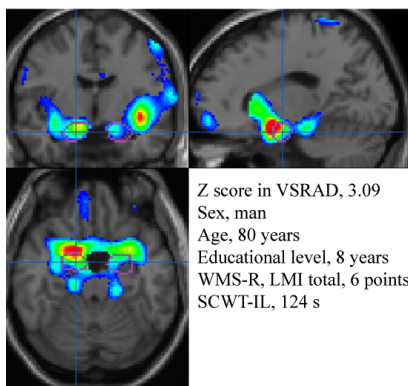 Z score in VSRAD, 3.09
Sex, man
Age, 80 years
Educational level, 8 years
WMS-R, LMI total, 6 points
SCWT-IL, 124 s